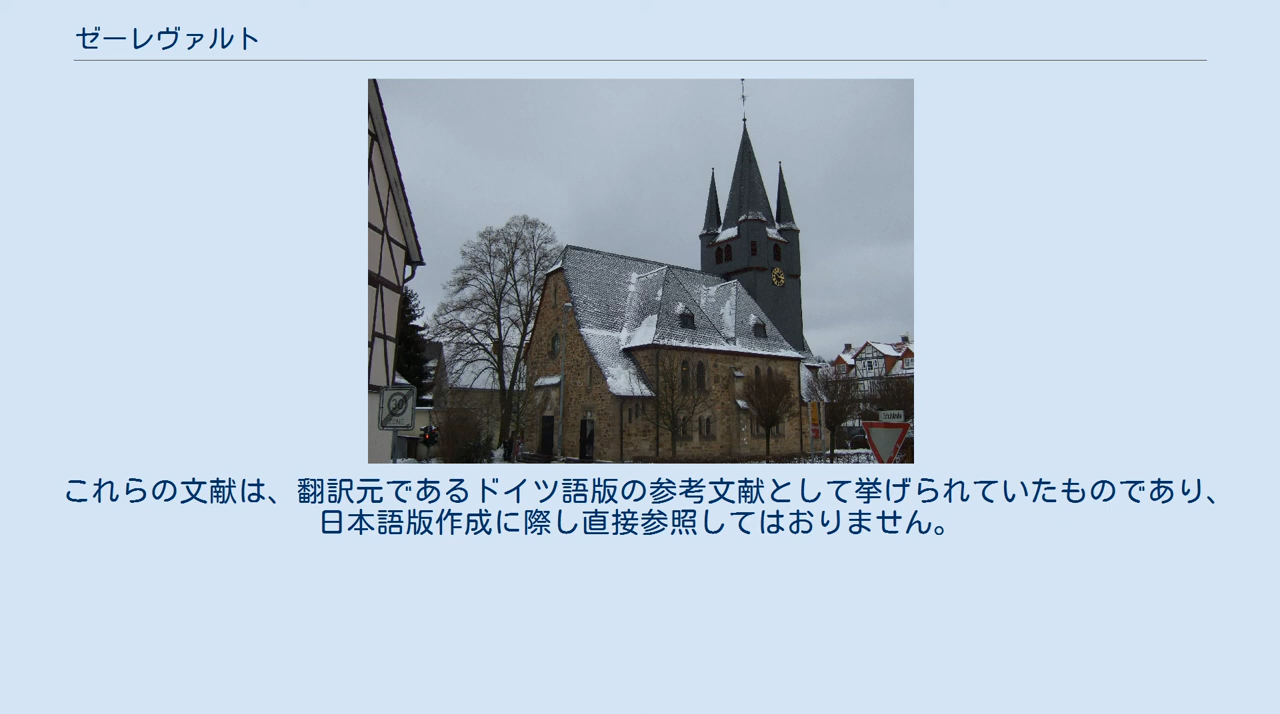 ゼーレヴァルト
30
これらの文献は、翻訳元であるドイツ語版の参考文献として挙げられていたものであり、
日本語版作成に際し直接参照してはおりません。